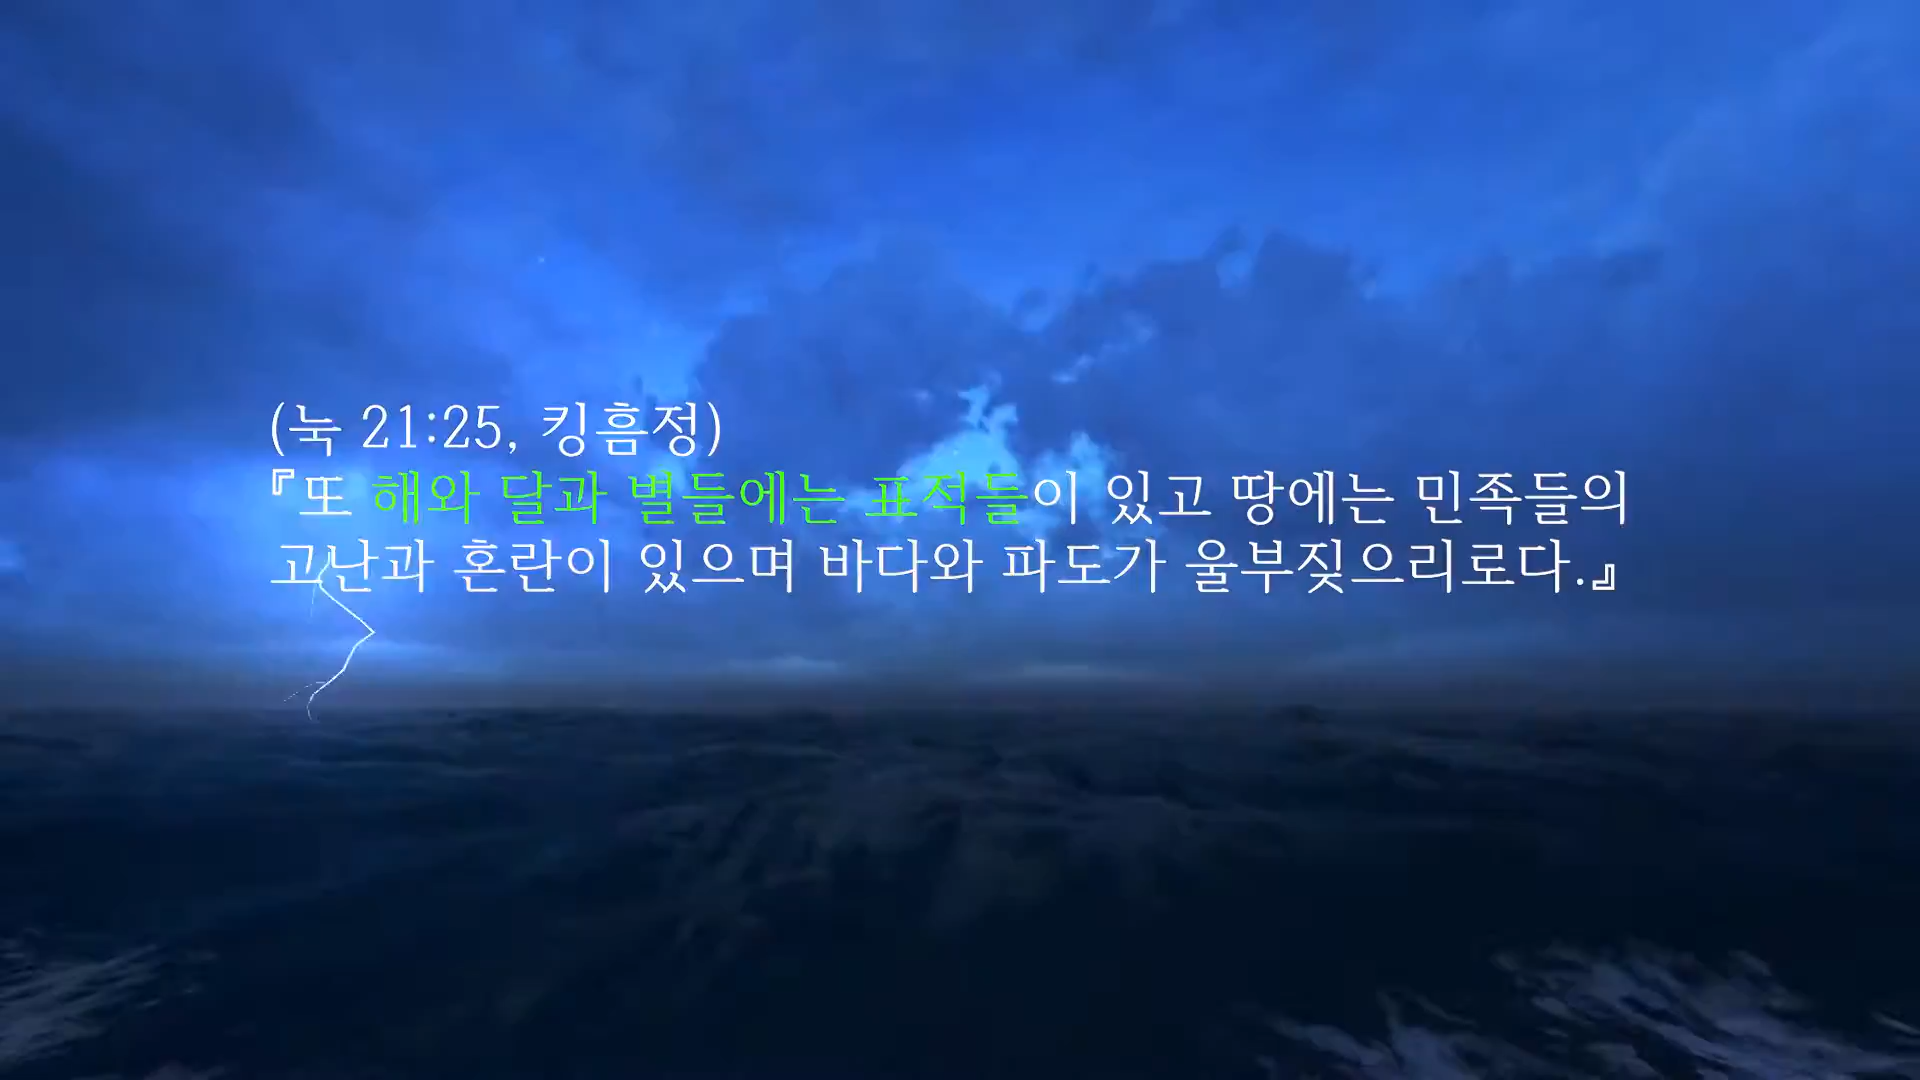 (눅 21:25, 킹흠정)
『또 해와 달과 별들에는 표적들이 있고 땅에는 민족들의
고난과 혼란이 있으며 바다와 파도가 울부짖으리로다.』